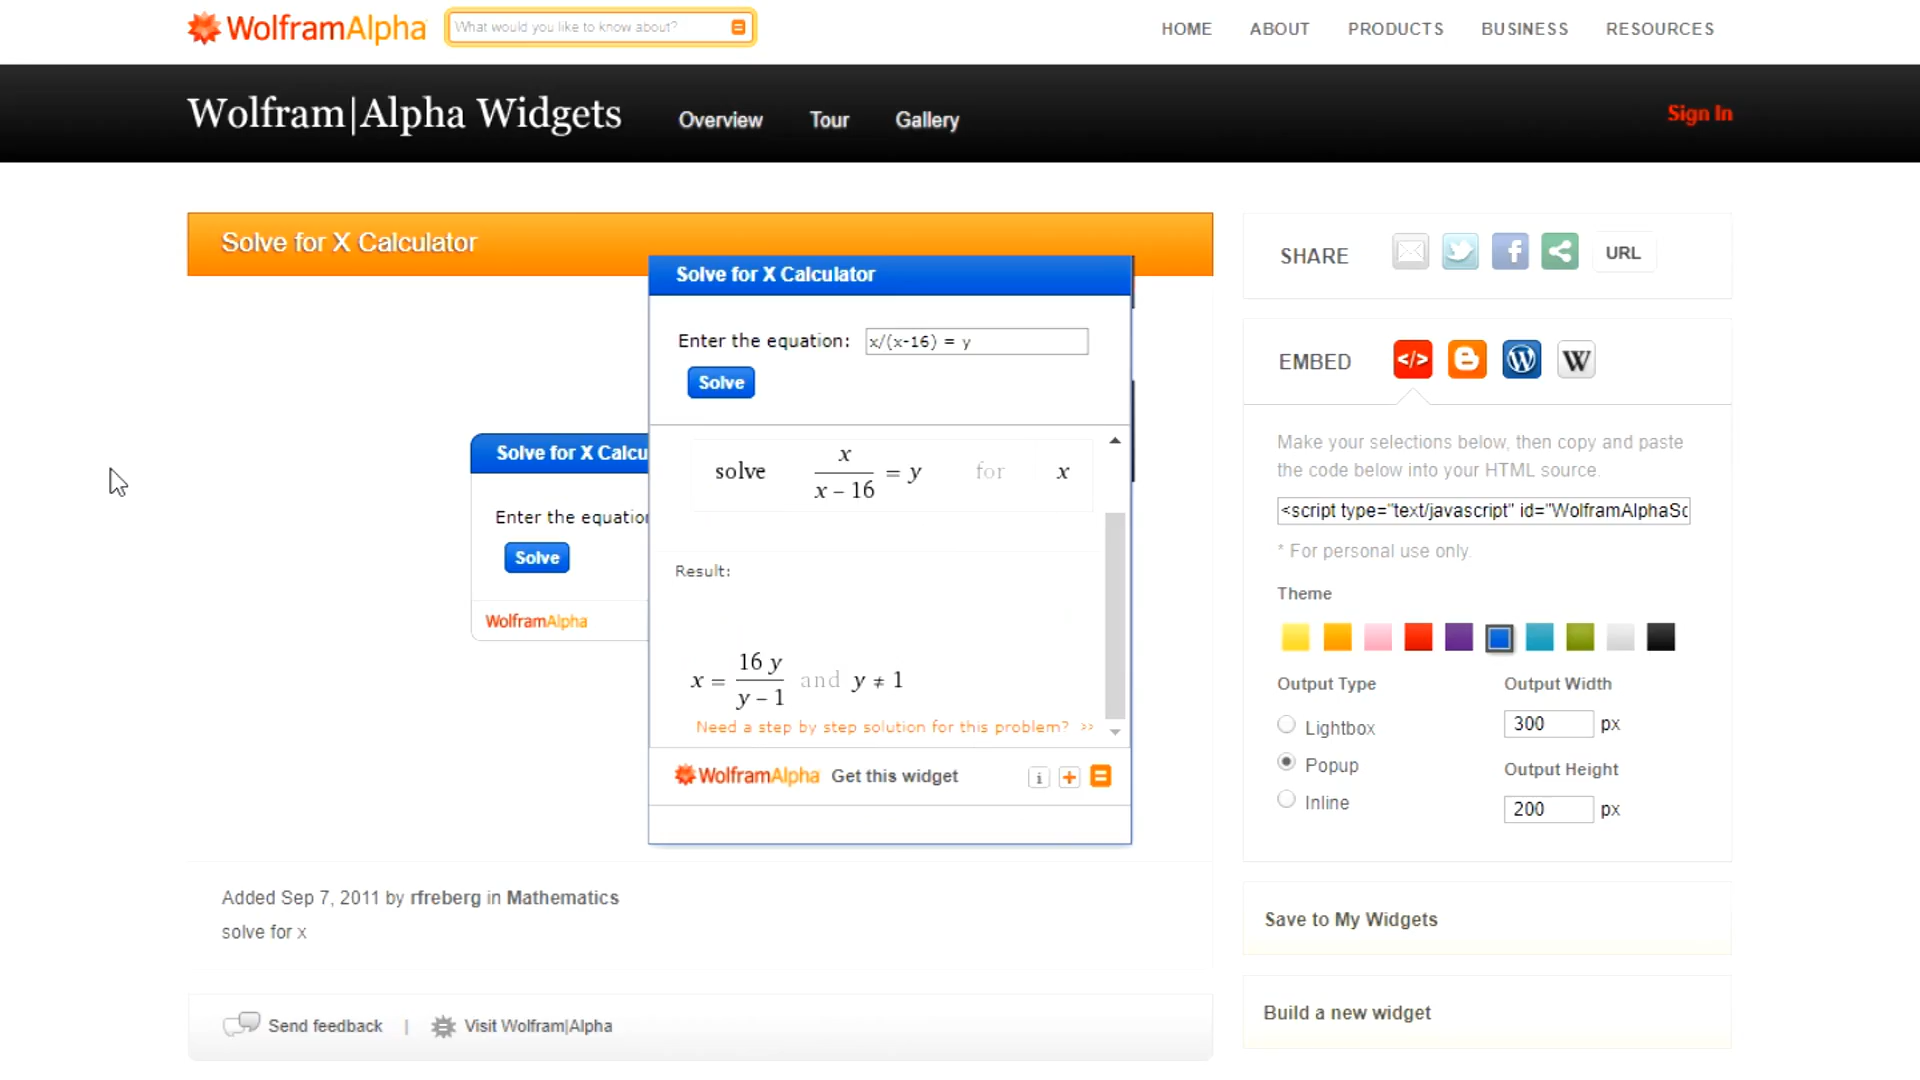 WolframAlpha
What would you like to know about?
HOME ABOUT PRODUCTS BUSINESS RESOURCES
Wolfram|Alpha Widgets
Overview Tour Gallery
Sign In
Solve for X Calculator
Solve for X Calcu
Enter the equation
Solve
WolframAlpha
Solve for X Calculator
Enter the equation: x/(x-16) = y
Solve
solve x/(x − 16) = y for x
Result:
x = 16 y/(y − 1) and y ≠ 1
Need a step by step solution for this problem? >>
WolframAlpha Get this widget
i + =
Added Sep 7, 2011 by rfreberg in Mathematics
solve for x
Send feedback | Visit Wolfram|Alpha
SHARE URL
EMBED </> W
Make your selections below, then copy and paste
the code below into your HTML source.
<script type="text/javascript" id="WolframAlphaSc
* For personal use only.
Theme
Output Type
Lightbox
Popup
Inline
Output Width
300 px
Output Height
200 px
Save to My Widgets
Build a new widget